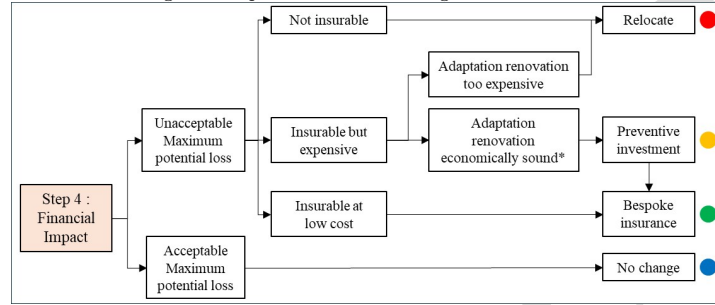 Not insurable
Relocate
Adaptation renovation
too expensive
Unacceptable
Maximum
potential loss
Insurable but
expensive
Adaptation
renovation
economically sound*
Preventive
investment
Step 4 :
Financial
Impact
Insurable at
low cost
Bespoke
insurance
Acceptable
Maximum
potential loss
No change